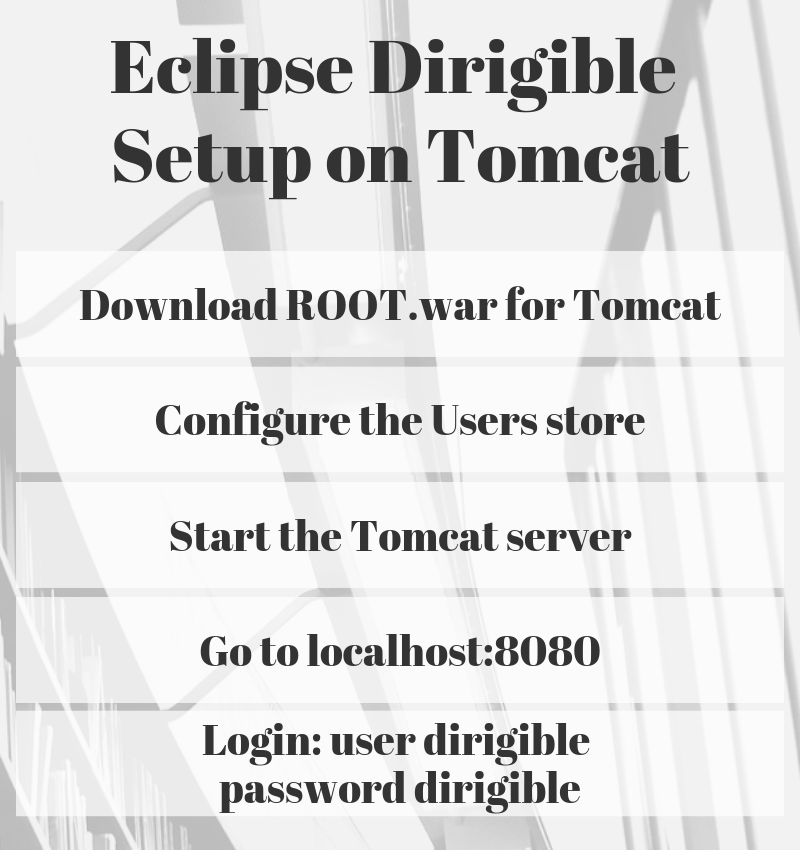 Eclipse Dirigible
Setup on Tomcat
Download ROOT.war for Tomcat
Configure the Users store
Start the Tomcat server
Go to localhost:8080
Login: user dirigible
password dirigible